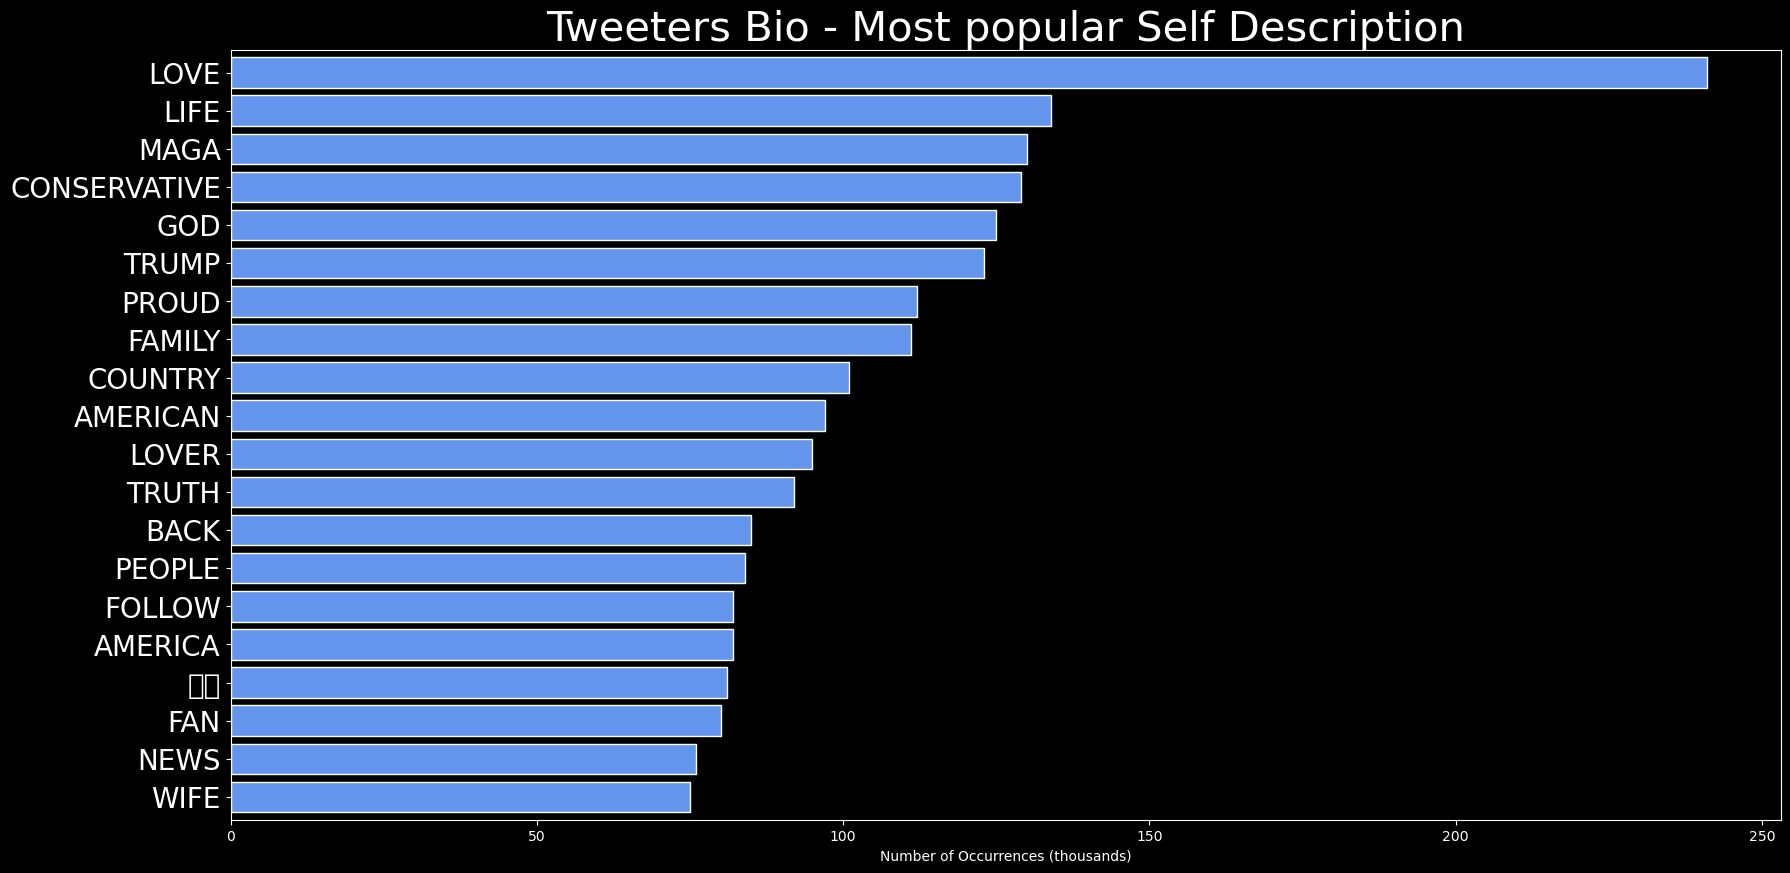 Tweeters Bio - Most popular Self Description
LOVE
LIFE
MAGA
CONSERVATIVE
GOD
TRUMP
PROUD
FAMILY
COUNTRY
AMERICAN
LOVER
TRUTH
BACK
PEOPLE
FOLLOW
AMERICA
FAN
NEWS
WIFE
0 50 100 150 200 250
Number of Occurrences (thousands)